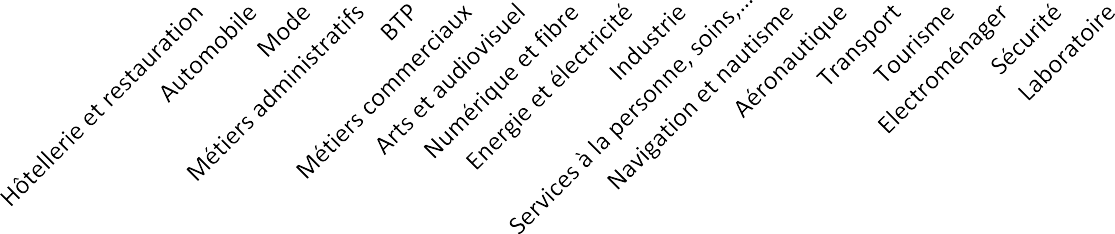 Hôtellerie et restauration
Automobile
Mode
Métiers administratifs
BTP
Métiers commerciaux
Arts et audiovisuel
Numérique et fibre
Energie et électricité
Industrie
Services à la personne, soins,…
Navigation et nautisme
Aéronautique
Transport
Tourisme
Electroménager
Sécurité
Laboratoire